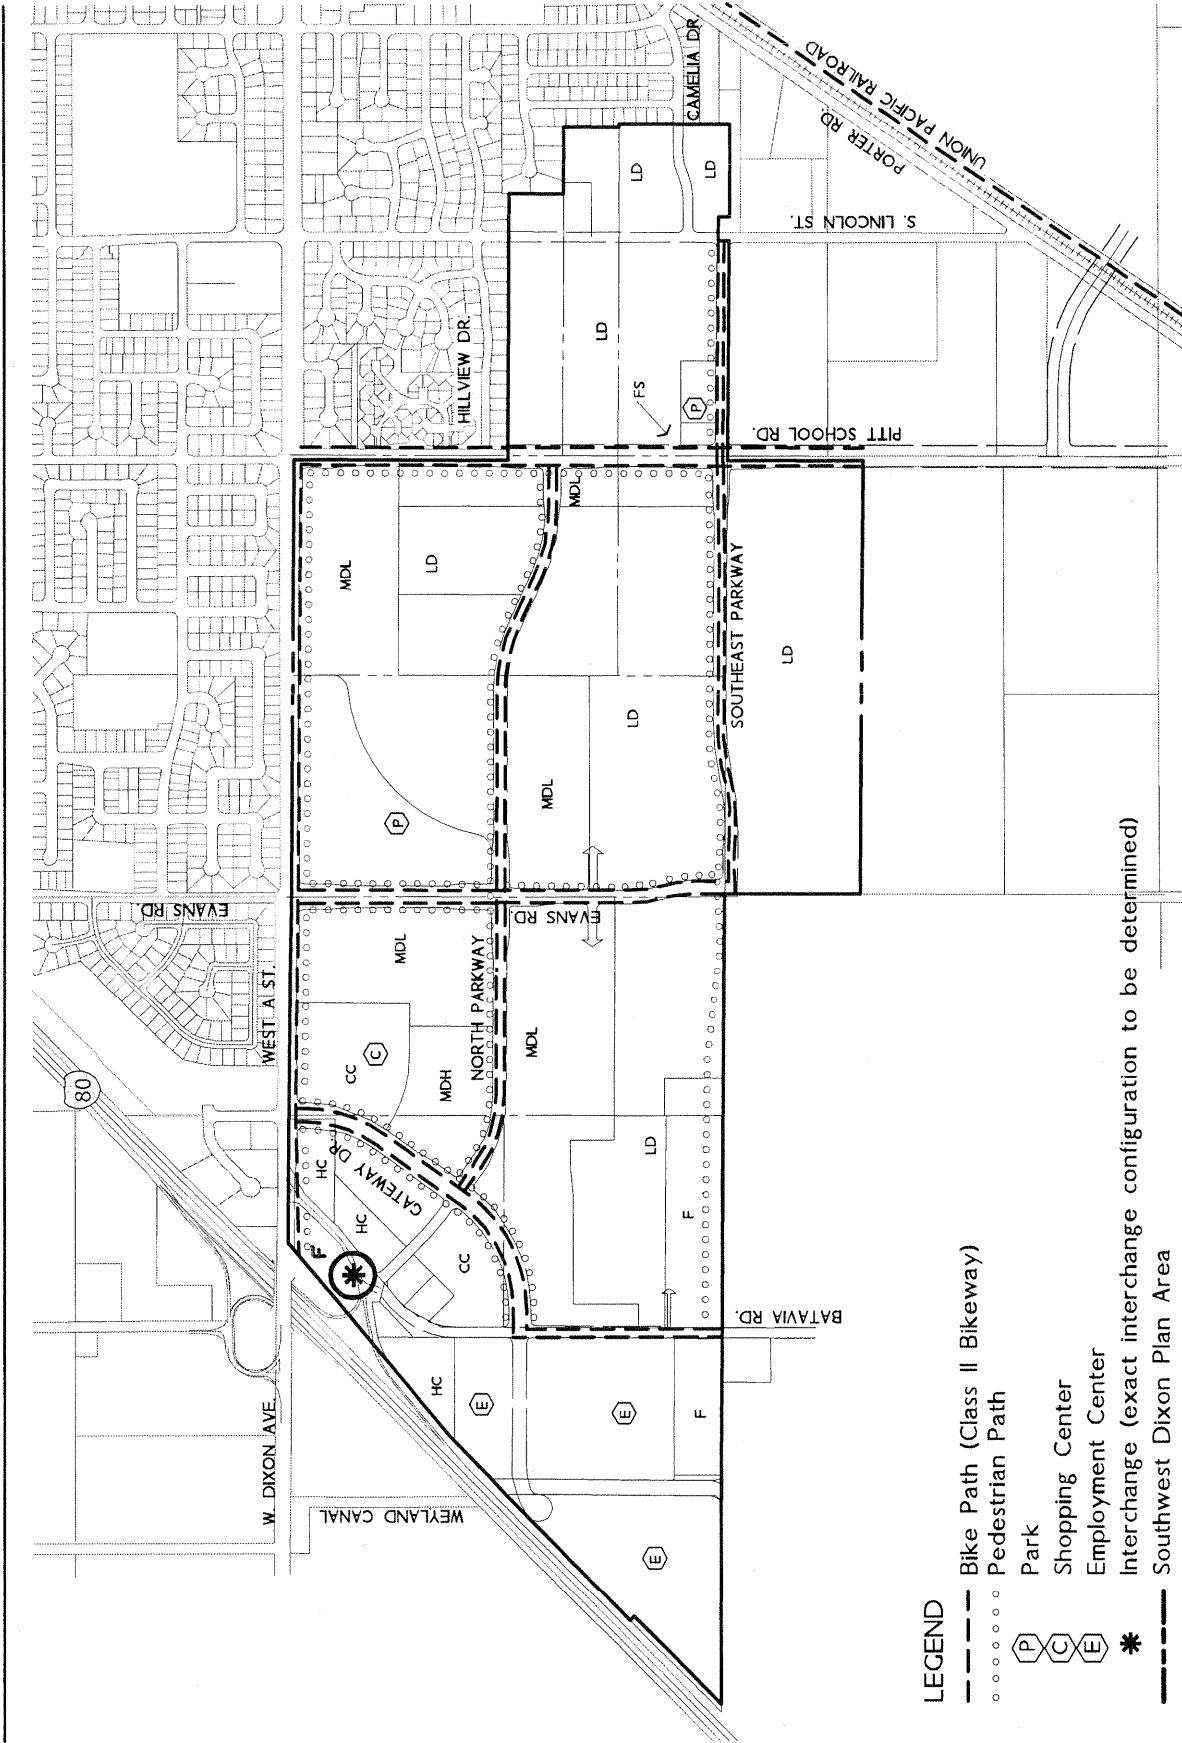 80
W. DIXON AVE.
WEST A ST.
EVANS RD.
HILLVIEW DR.
CAMELIA DR
UNION PACIFIC RAILROAD
PORTER RD.
S. LINCOLN ST.
WEYLAND CANAL
HC
F
HC
HC
GATEWAY DR.
CC
C
CC
MDH
MDL
NORTH PARKWAY
MDL
EVANS RD.
P
MDL
LD
MDL
MDL
LD
SOUTHEAST PARKWAY
LD
LD
FS
P
PITT SCHOOL RD.
LD
LD
E
E
E
F
LD
F
BATAVIA RD.
LEGEND
Bike Path (Class II Bikeway)
Pedestrian Path
P Park
C Shopping Center
E Employment Center
Interchange (exact interchange configuration to be determined)
Southwest Dixon Plan Area